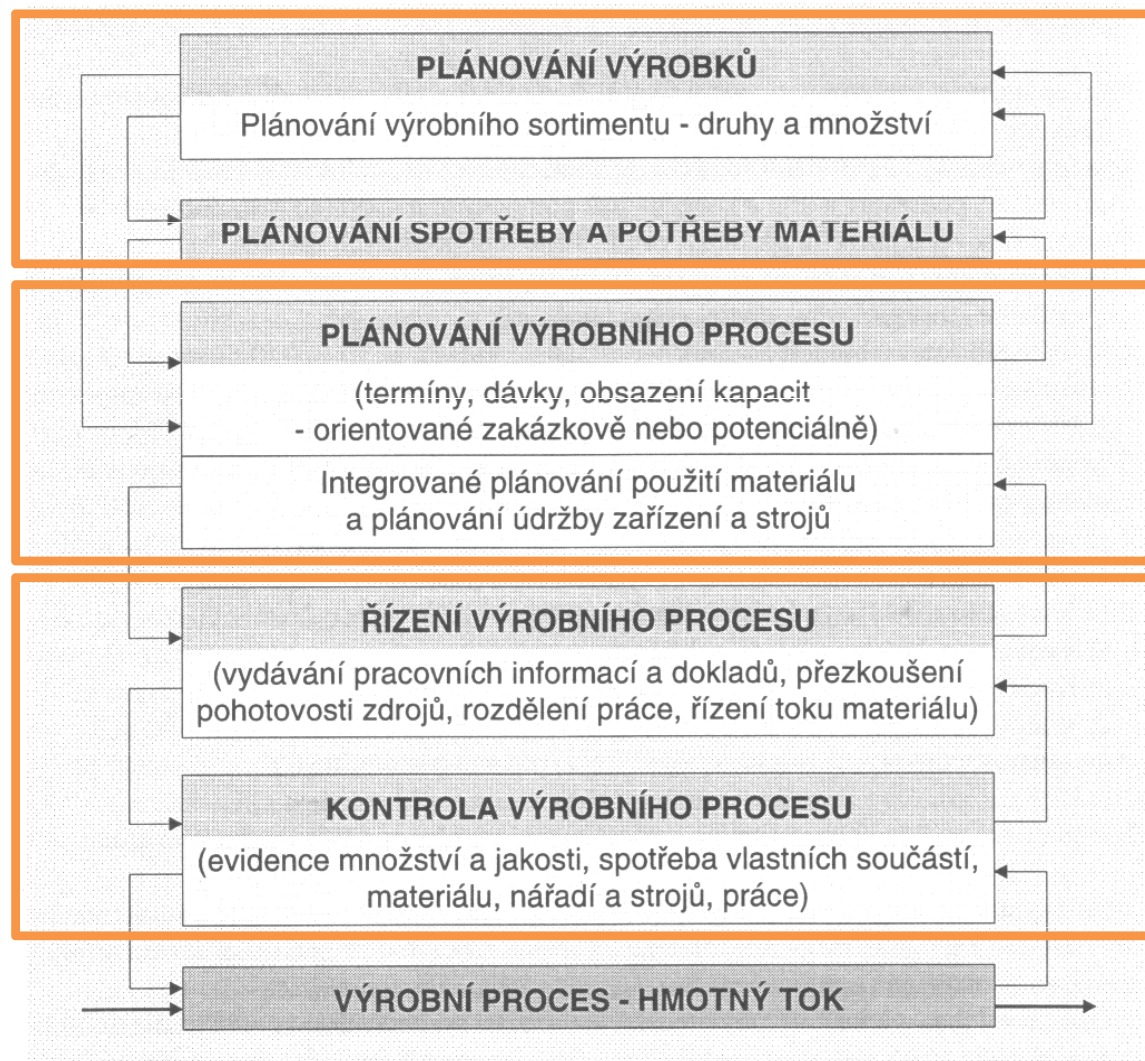 PLÁNOVÁNÍ VÝROBKŮ
Plánování výrobního sortimentu - druhy a množství
PLÁNOVÁNÍ SPOTŘEBY A POTŘEBY MATERIÁLU
PLÁNOVÁNÍ VÝROBNÍHO PROCESU
(termíny, dávky, obsazení kapacit
- orientované zakázkově nebo potenciálně)
Integrované plánování použití materiálu
a plánování údržby zařízení a strojů
ŘÍZENÍ VÝROBNÍHO PROCESU
(vydávání pracovních informací a dokladů, přezkoušení
pohotovosti zdrojů, rozdělení práce, řízení toku materiálu)
KONTROLA VÝROBNÍHO PROCESU
(evidence množství a jakosti, spotřeba vlastních součástí,
materiálu, nářadí a strojů, práce)
VÝROBNÍ PROCES - HMOTNÝ TOK